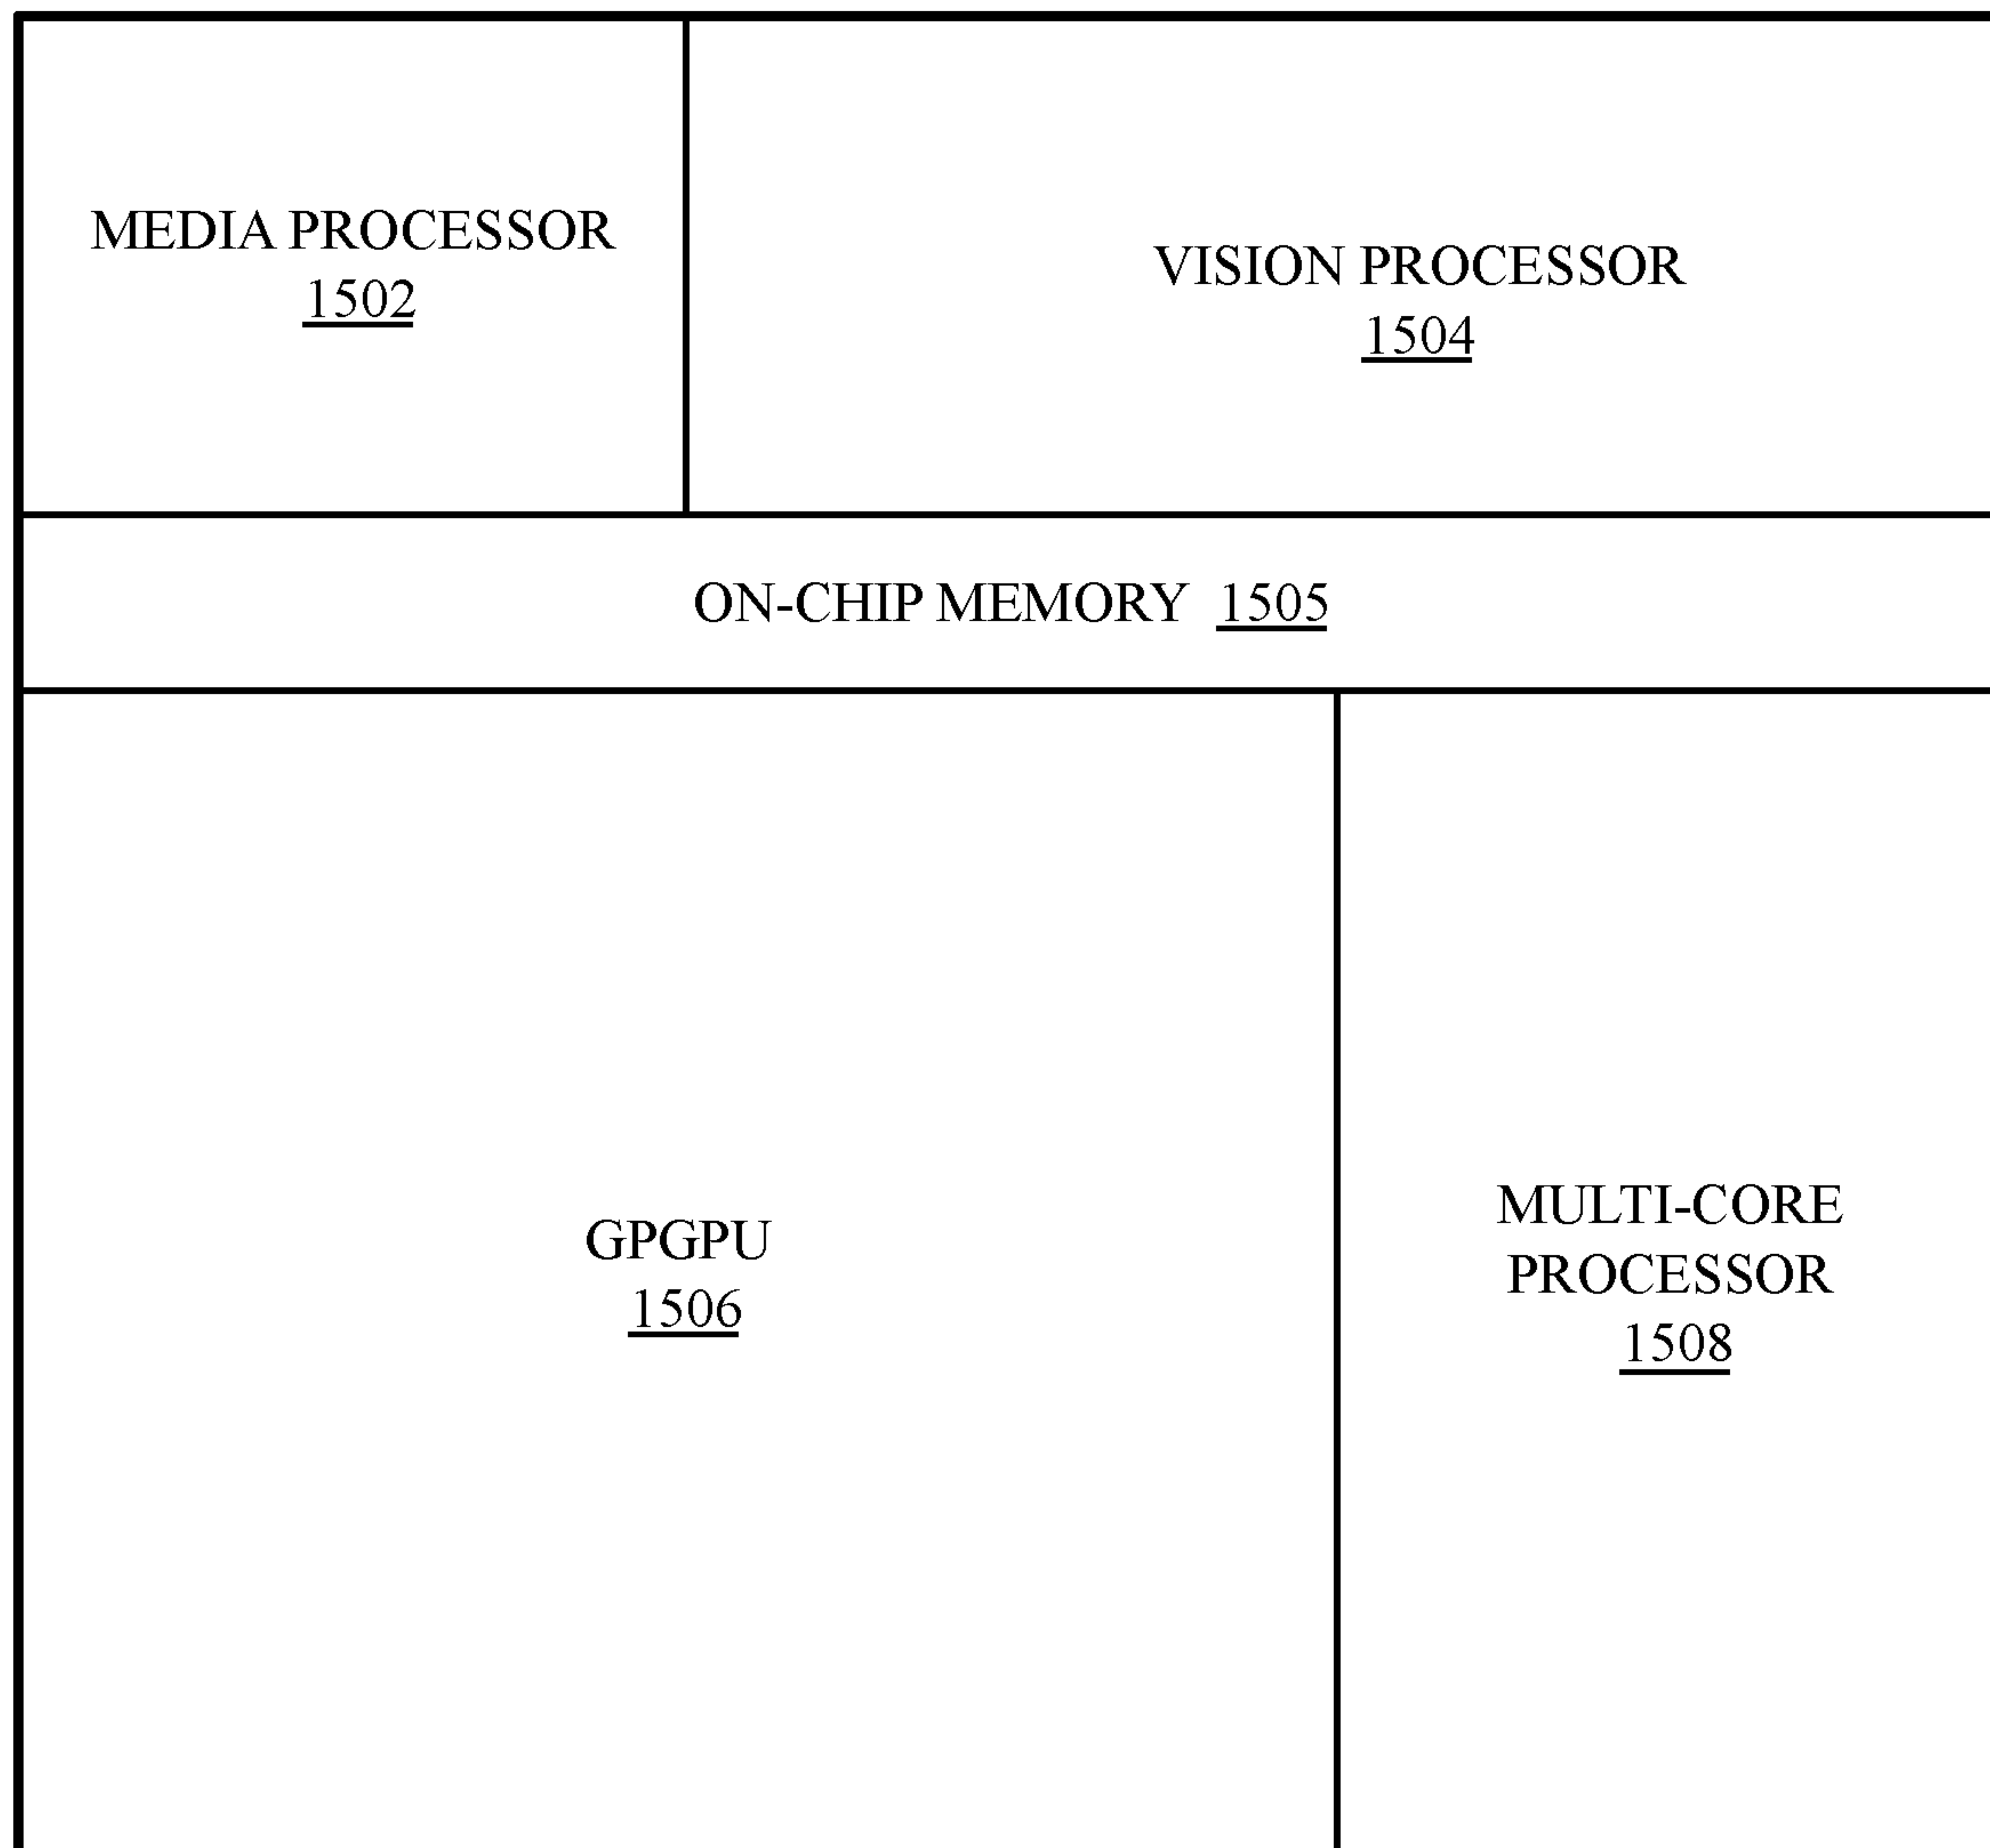 MEDIA PROCESSOR
1502
VISION PROCESSOR
1504
ON-CHIP MEMORY 1505
GPGPU
1506
MULTI-CORE
PROCESSOR
1508